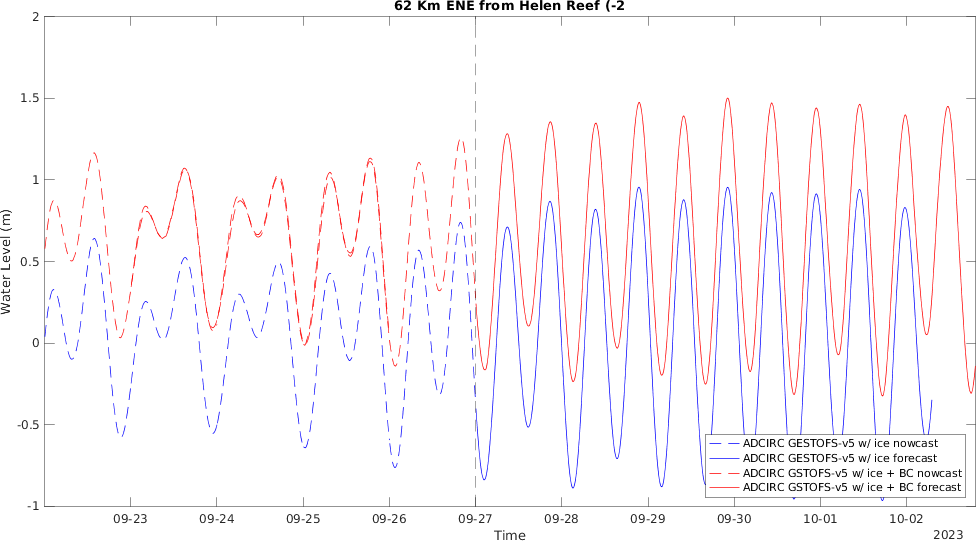 62 Km ENE from Helen Reef (-2
2
1.5
1
0.5
0
-0.5
-1
Water Level (m)
ADCIRC GESTOFS-v5 w/ ice nowcast
ADCIRC GESTOFS-v5 w/ ice forecast
ADCIRC GSTOFS-v5 w/ ice + BC nowcast
ADCIRC GSTOFS-v5 w/ ice + BC forecast
09-23 09-24 09-25 09-26 09-27 09-28 09-29 09-30 10-01 10-02
Time
2023